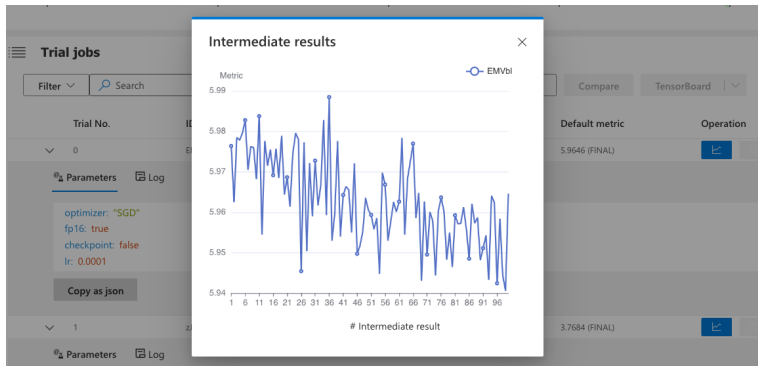 Trial jobs
Filter
Search
Compare
TensorBoard
Trial No.
Default metric
Operation
0
5.9646 (FINAL)
Parameters
Log
optimizer: "SGD"
fp16: true
checkpoint: false
lr: 0.0001
Copy as json
1
3.7684 (FINAL)
Parameters
Log
Intermediate results
Metric
EMVbl
5.99
5.98
5.97
5.96
5.95
5.94
1 6 11 16 21 26 31 36 41 46 51 56 61 66 71 76 81 86 91 96
# Intermediate result